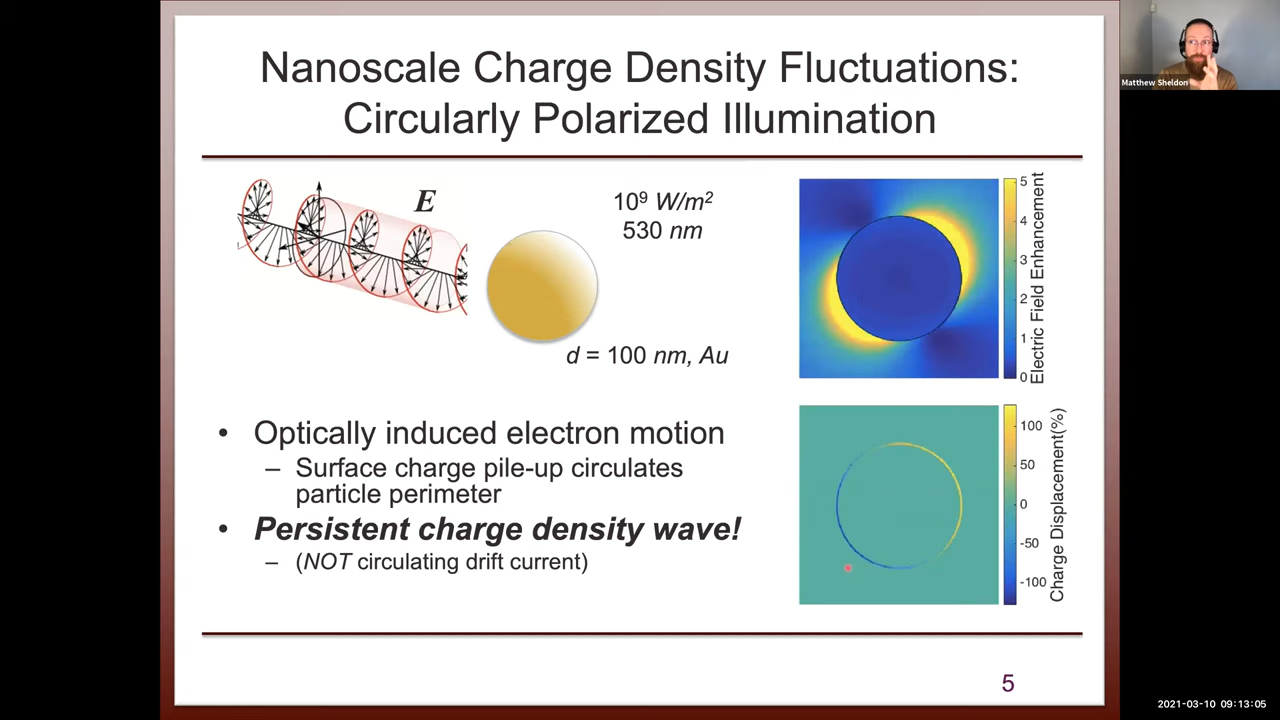 Nanoscale Charge Density Fluctuations:
Circularly Polarized Illumination
E
10⁹ W/m²
530 nm
d = 100 nm, Au
5
4
3
2
1
0
Electric Field Enhancement
• Optically induced electron motion
– Surface charge pile-up circulates
particle perimeter
• Persistent charge density wave!
– (NOT circulating drift current)
100
50
0
-50
-100
Charge Displacement(%)
5
Matthew Sheldon
2021-03-10 09:13:05